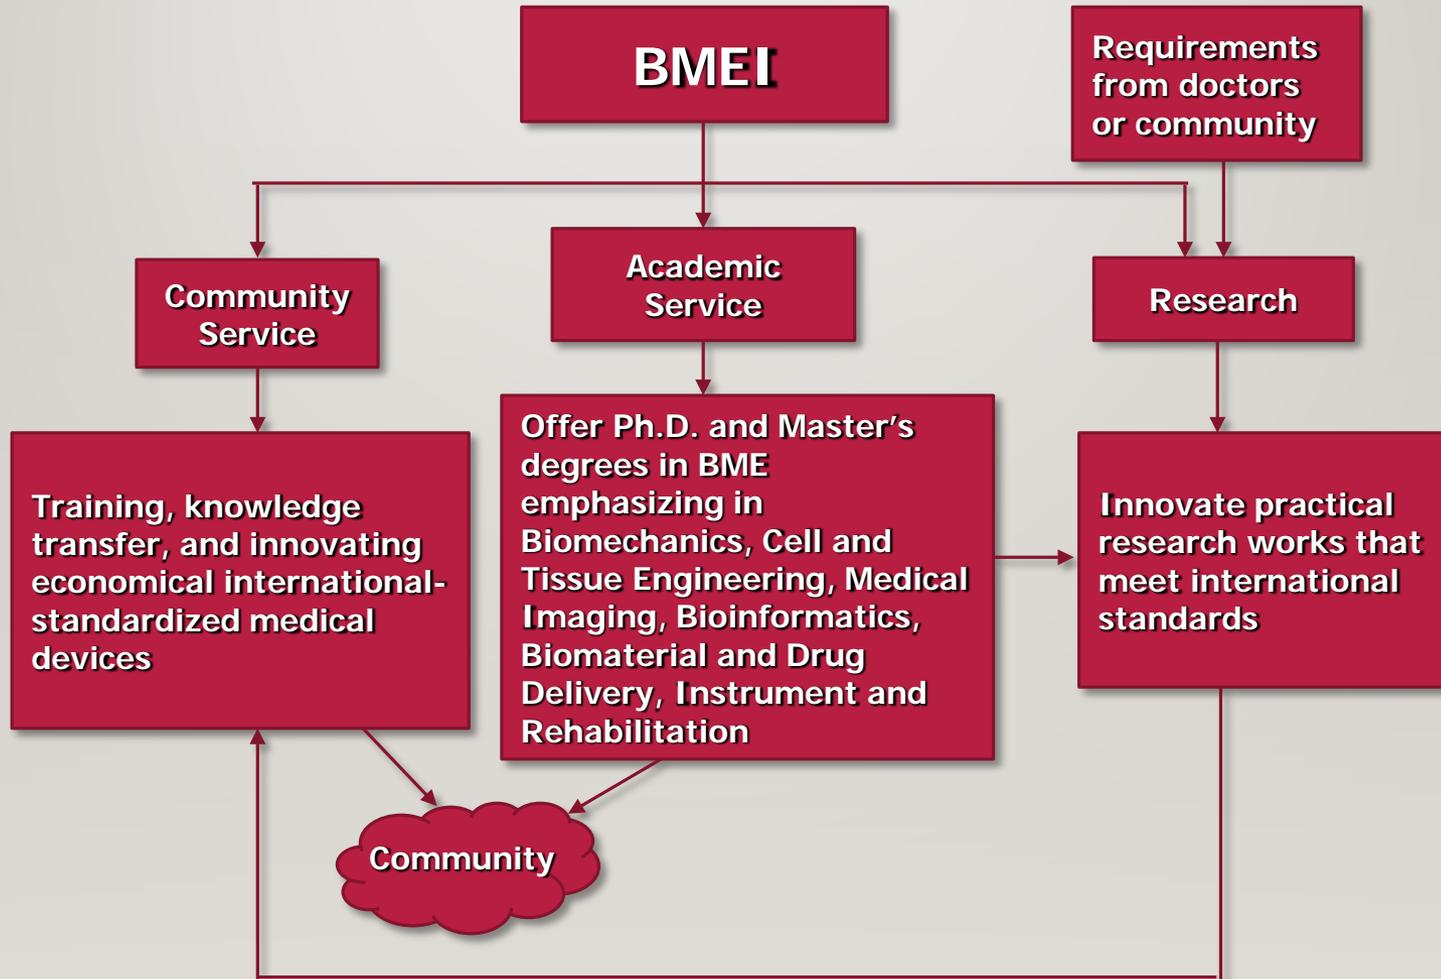 BMEI
Requirements
from doctors
or community
Community
Service
Academic
Service
Research
Training, knowledge
transfer, and innovating
economical international-
standardized medical
devices
Offer Ph.D. and Master’s
degrees in BME
emphasizing in
Biomechanics, Cell and
Tissue Engineering, Medical
Imaging, Bioinformatics,
Biomaterial and Drug
Delivery, Instrument and
Rehabilitation
Innovate practical
research works that
meet international
standards
Community